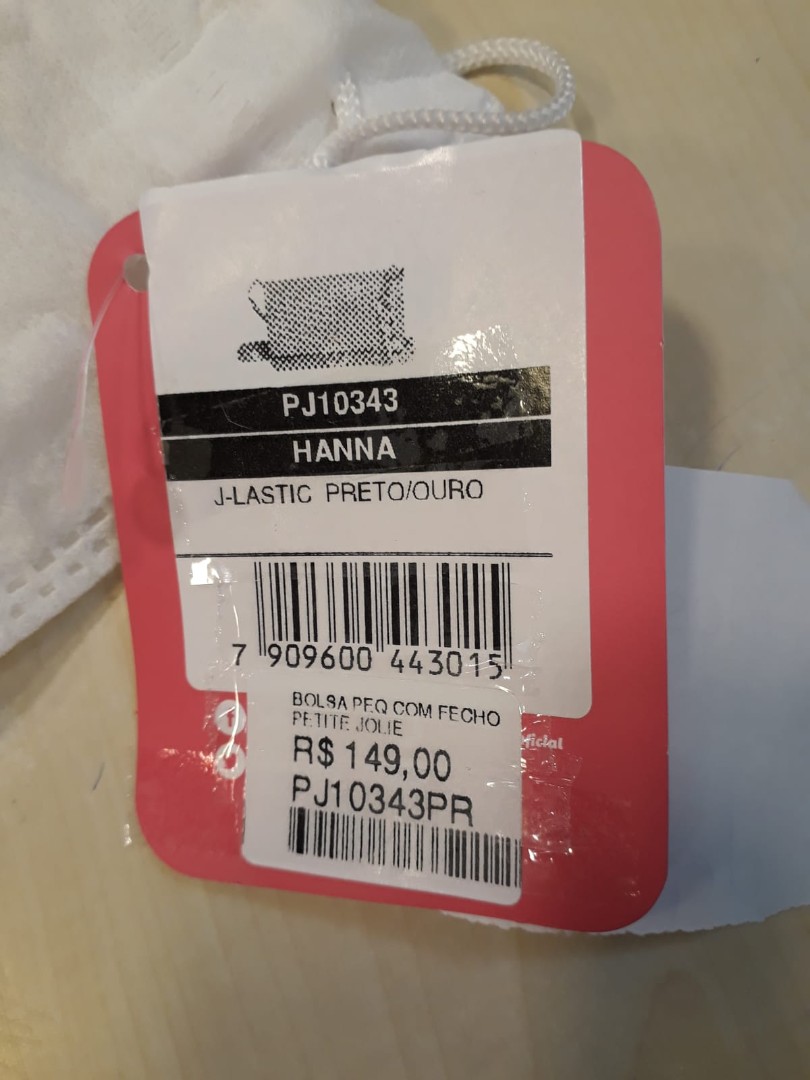 PJ10343
HANNA
J-LASTIC PRETO/OURO
7 909600 443015
BOLSA PEQ COM FECHO
PETITE JOLIE
R$ 149,00
PJ10343PR